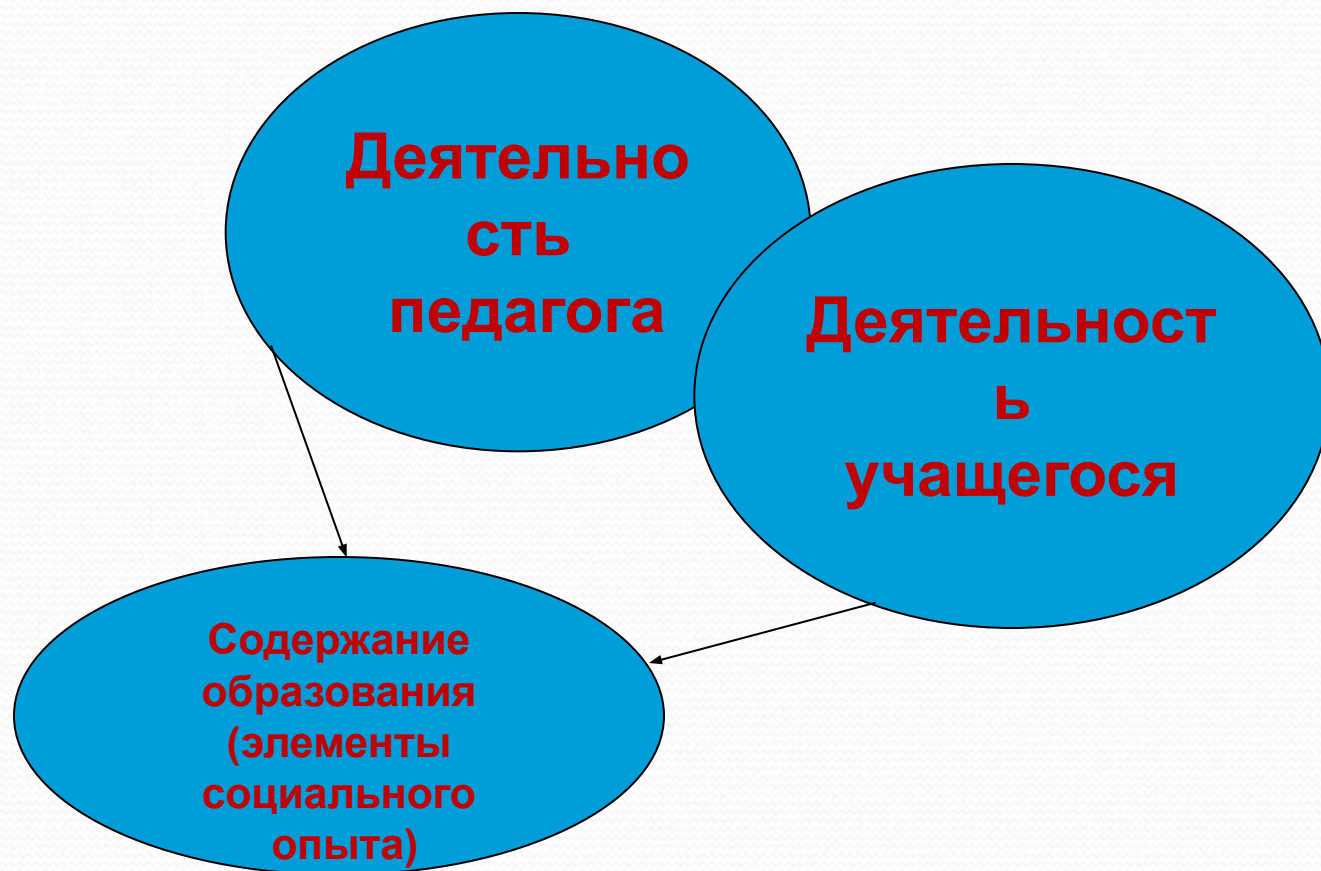 Деятельно
сть
педагога
Деятельност
ь
учащегося
Содержание
образования
(элементы
социального
опыта)